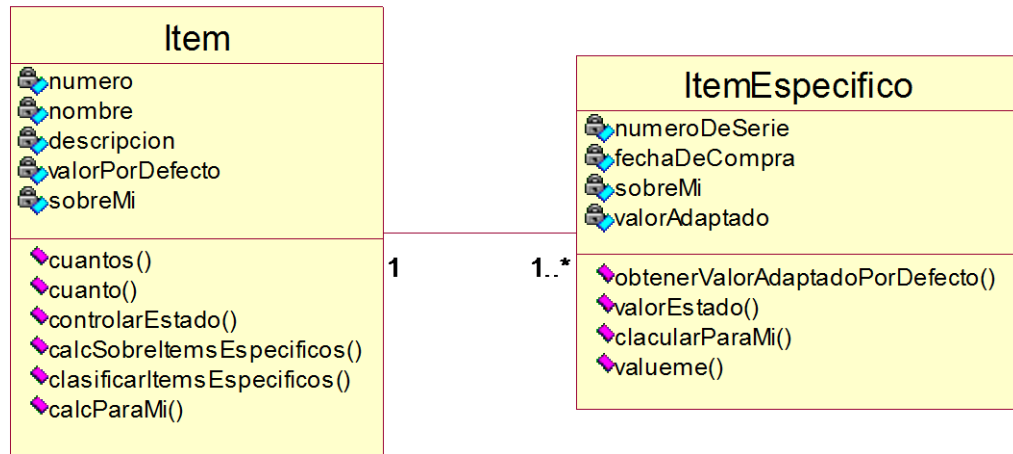 Item
numero
nombre
descripcion
valorPorDefecto
sobreMi
cuantos()
cuanto()
controlarEstado()
calcSobreItemsEspecificos()
clasificarItemsEspecificos()
calcParaMi()
1
1..*
ItemEspecifico
numeroDeSerie
fechaDeCompra
sobreMi
valorAdaptado
obtenerValorAdaptadoPorDefecto()
valorEstado()
clacularParaMi()
valueme()